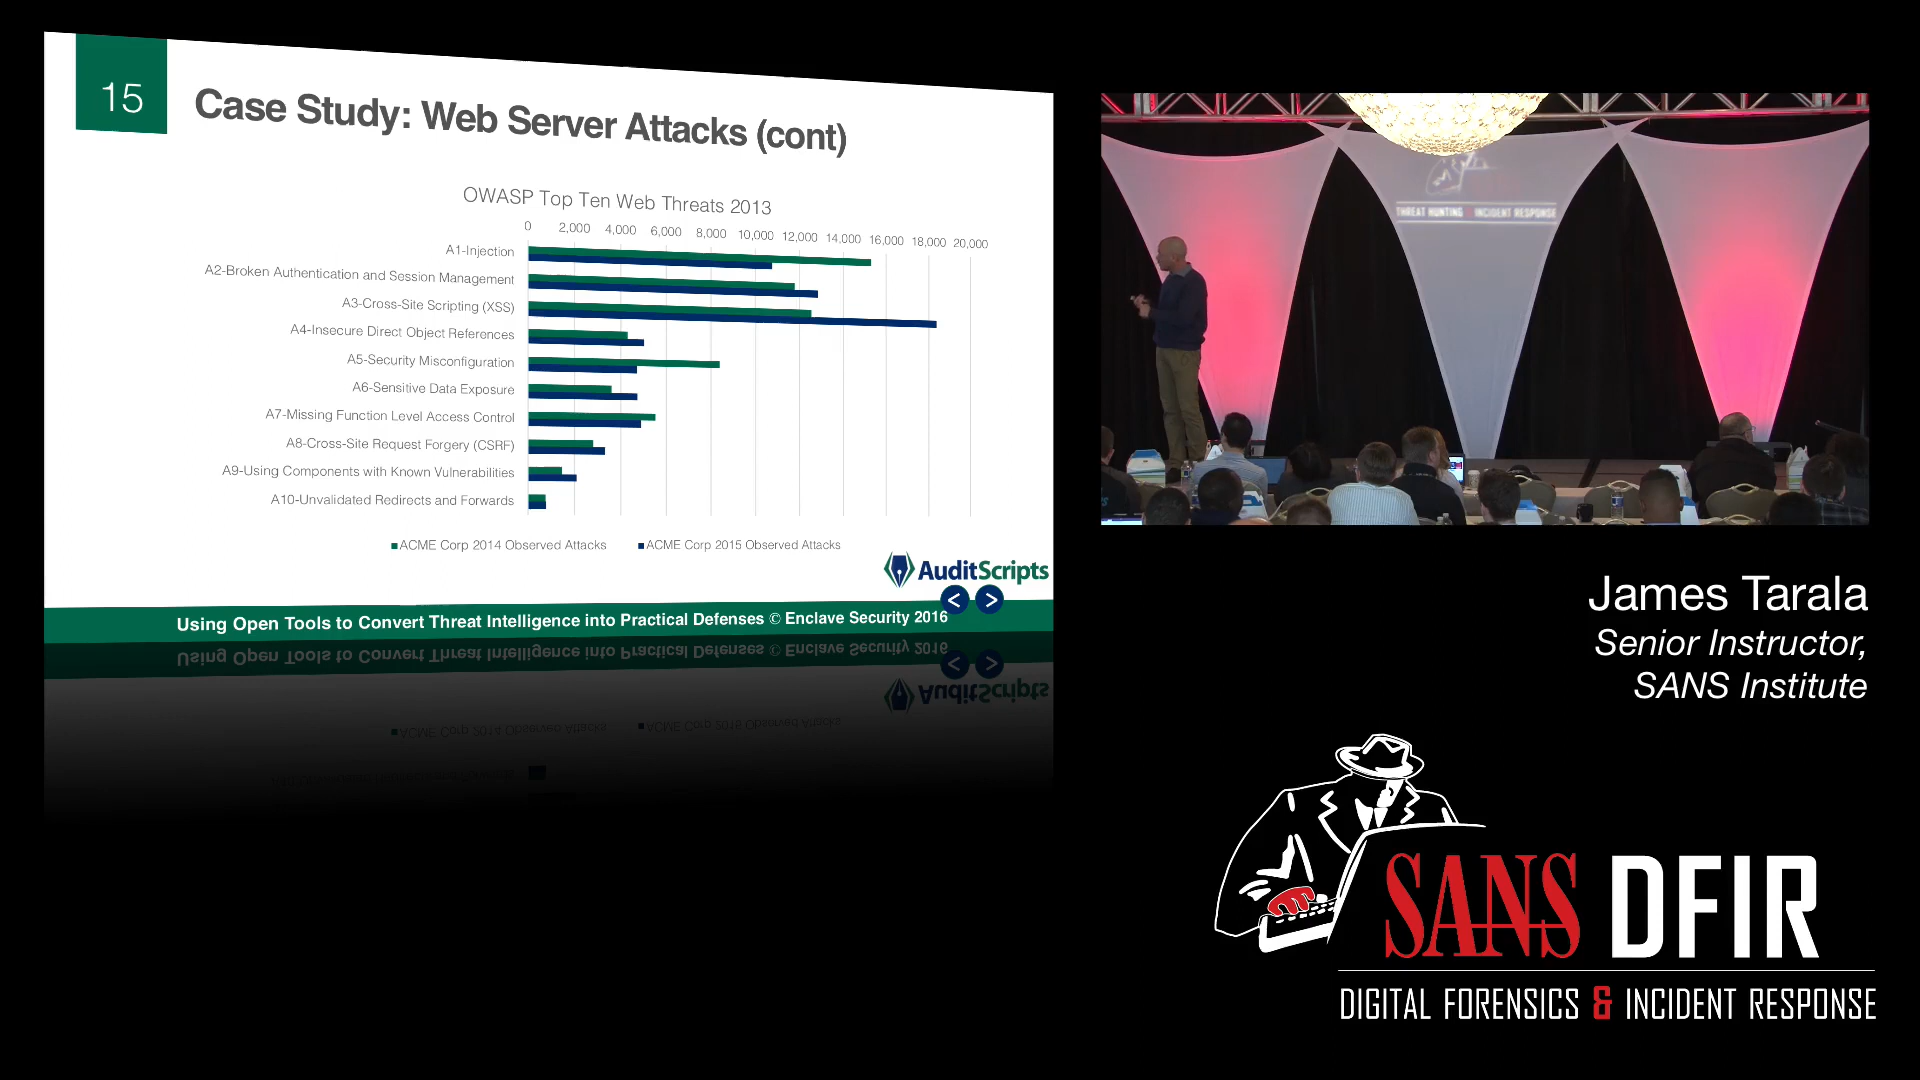 15
Case Study: Web Server Attacks (cont)
OWASP Top Ten Web Threats 2013
0 2,000 4,000 6,000 8,000 10,000 12,000 14,000 16,000 18,000 20,000
A1-Injection
A2-Broken Authentication and Session Management
A3-Cross-Site Scripting (XSS)
A4-Insecure Direct Object References
A5-Security Misconfiguration
A6-Sensitive Data Exposure
A7-Missing Function Level Access Control
A8-Cross-Site Request Forgery (CSRF)
A9-Using Components with Known Vulnerabilities
A10-Unvalidated Redirects and Forwards
ACME Corp 2014 Observed Attacks ACME Corp 2015 Observed Attacks
AuditScripts
< >
Using Open Tools to Convert Threat Intelligence into Practical Defenses © Enclave Security 2016
THREAT HUNTING & INCIDENT RESPONSE
James Tarala
Senior Instructor,
SANS Institute
SANS DFIR
DIGITAL FORENSICS & INCIDENT RESPONSE